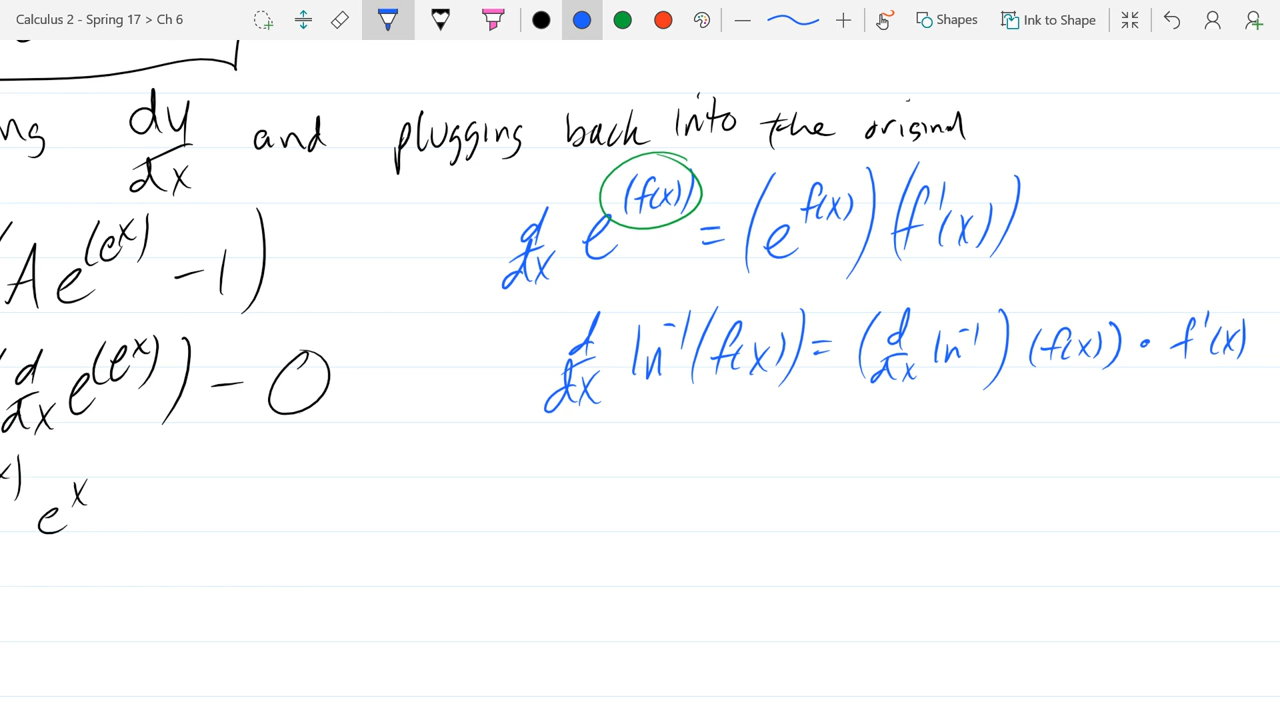 Calculus 2 - Spring 17 > Ch 6
Shapes
Ink to Shape
ng dy/dx and plugging back into the original
d/dx e^(f(x)) = (e^f(x)) (f'(x))
(Ae^(e^x) - 1)
d/dx ln^-1 (f(x)) = (d/dx ln^-1) (f(x)) • f'(x)
(d/dx e^(e^x)) - 0
x) e^x